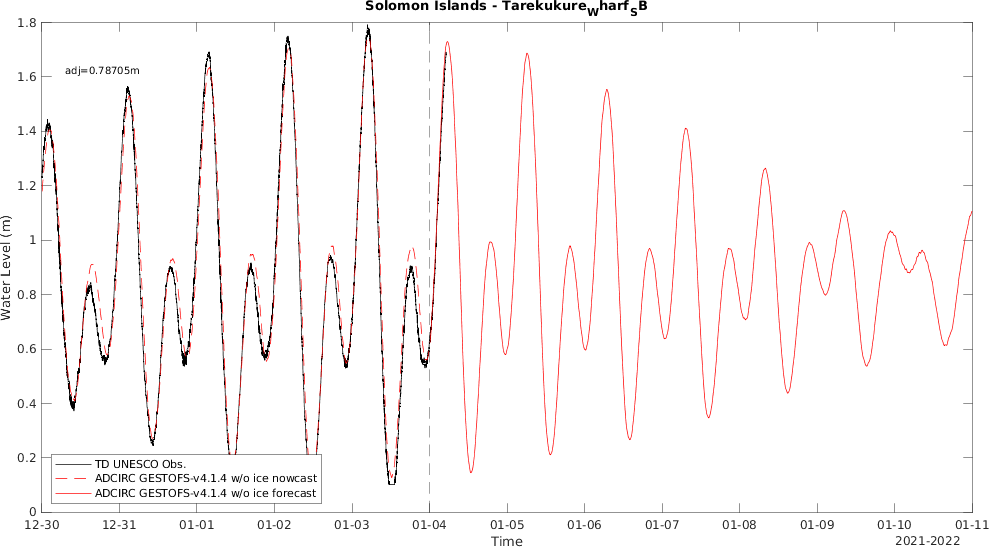 Solomon Islands - TarekukureWharfSB
adj=0.78705m
Water Level (m)
1.8
1.6
1.4
1.2
1
0.8
0.6
0.4
0.2
0
TD UNESCO Obs.
ADCIRC GESTOFS-v4.1.4 w/o ice nowcast
ADCIRC GESTOFS-v4.1.4 w/o ice forecast
12-30 12-31 01-01 01-02 01-03 01-04 01-05 01-06 01-07 01-08 01-09 01-10 01-11
Time
2021-2022